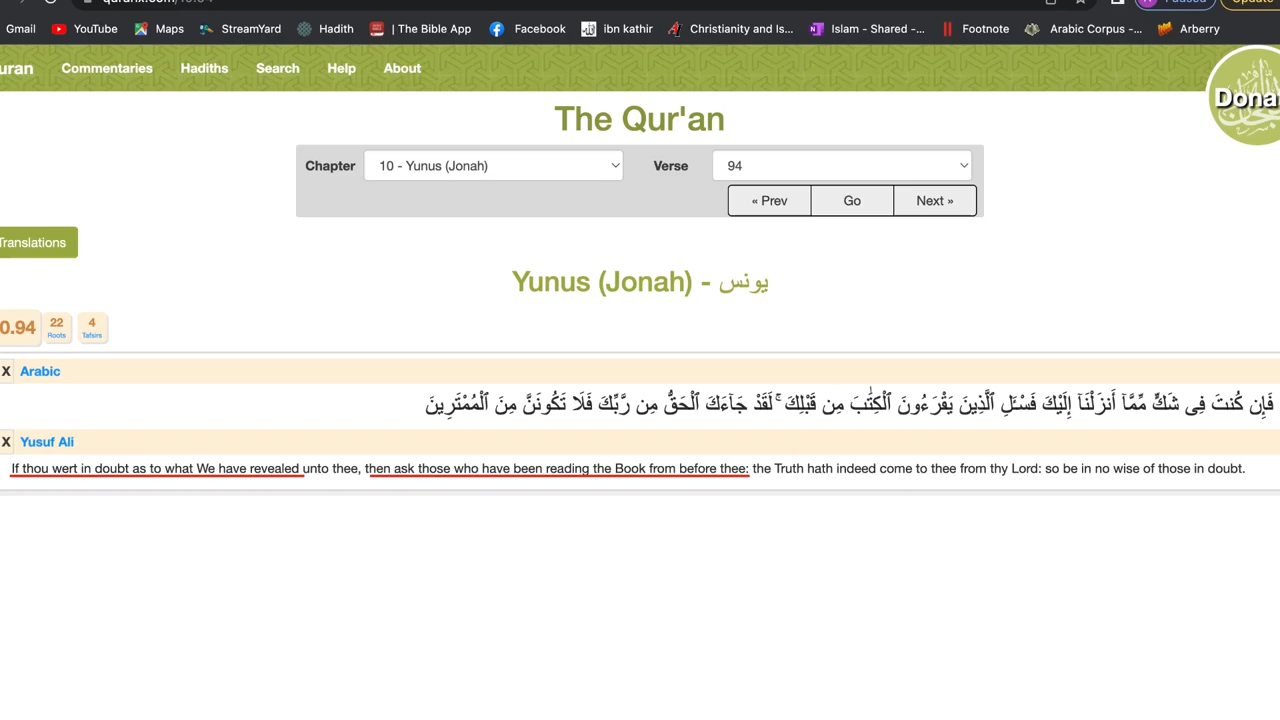 Gmail YouTube Maps StreamYard Hadith | The Bible App Facebook ibn kathir Christianity and Is... Islam - Shared -... Footnote Arabic Corpus -... Arberry
uran Commentaries Hadiths Search Help About
Dona
The Qur'an
Chapter 10 - Yunus (Jonah) Verse 94
« Prev Go Next »
Translations
Yunus (Jonah) - يونس
0.94 22 Roots 4 Tafsirs
X Arabic
فَإِن كُنتَ فِى شَكٍّ مِّمَّآ أَنزَلْنَآ إِلَيْكَ فَسْـَٔلِ ٱلَّذِينَ يَقْرَءُونَ ٱلْكِتَٰبَ مِن قَبْلِكَ ۚ لَقَدْ جَآءَكَ ٱلْحَقُّ مِن رَّبِّكَ فَلَا تَكُونَنَّ مِنَ ٱلْمُمْتَرِينَ
X Yusuf Ali
If thou wert in doubt as to what We have revealed unto thee, then ask those who have been reading the Book from before thee: the Truth hath indeed come to thee from thy Lord: so be in no wise of those in doubt.